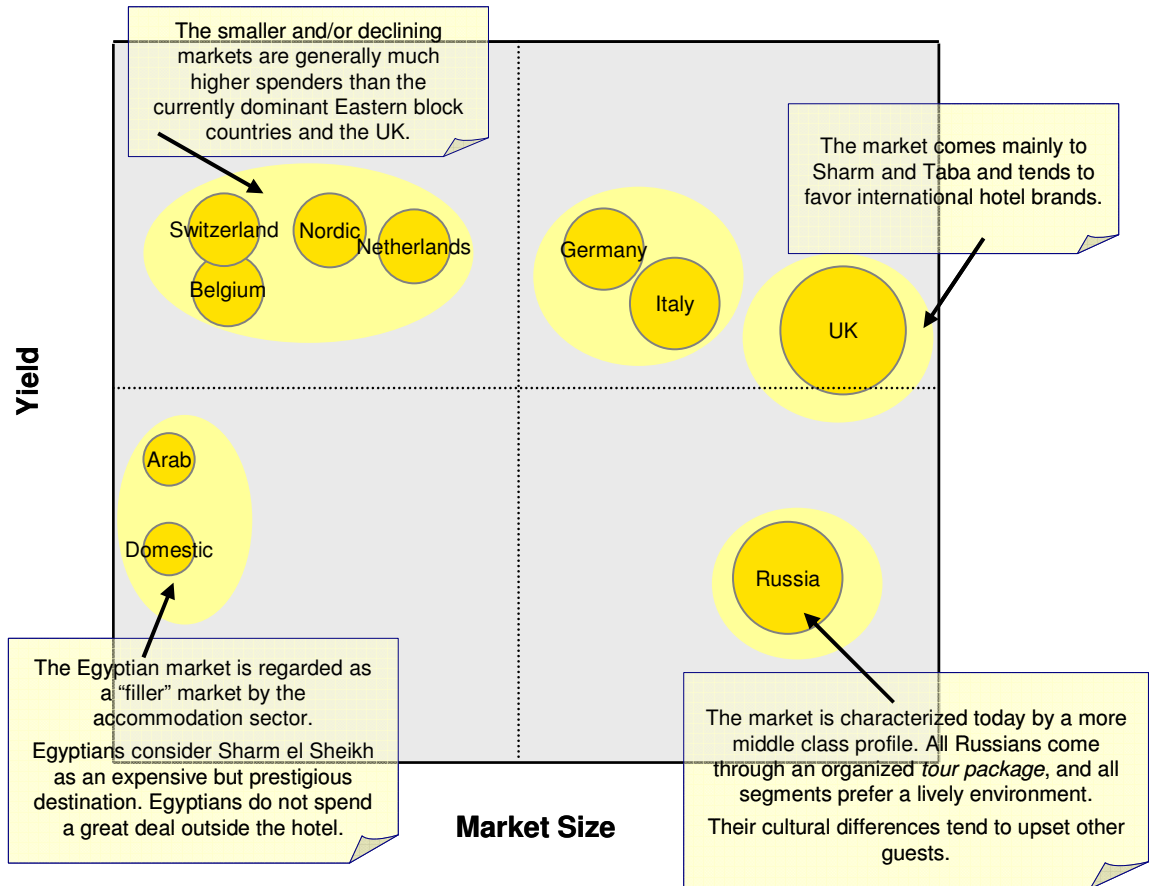 The smaller and/or declining
markets are generally much
higher spenders than the
currently dominant Eastern block
countries and the UK.
The market comes mainly to
Sharm and Taba and tends to
favor international hotel brands.
Switzerland
Nordic
Netherlands
Belgium
Germany
Italy
UK
Yield
Arab
Domestic
Russia
The Egyptian market is regarded as
a “filler” market by the
accommodation sector.
Egyptians consider Sharm el Sheikh
as an expensive but prestigious
destination. Egyptians do not spend
a great deal outside the hotel.
Market Size
The market is characterized today by a more
middle class profile. All Russians come
through an organized tour package, and all
segments prefer a lively environment.
Their cultural differences tend to upset other
guests.